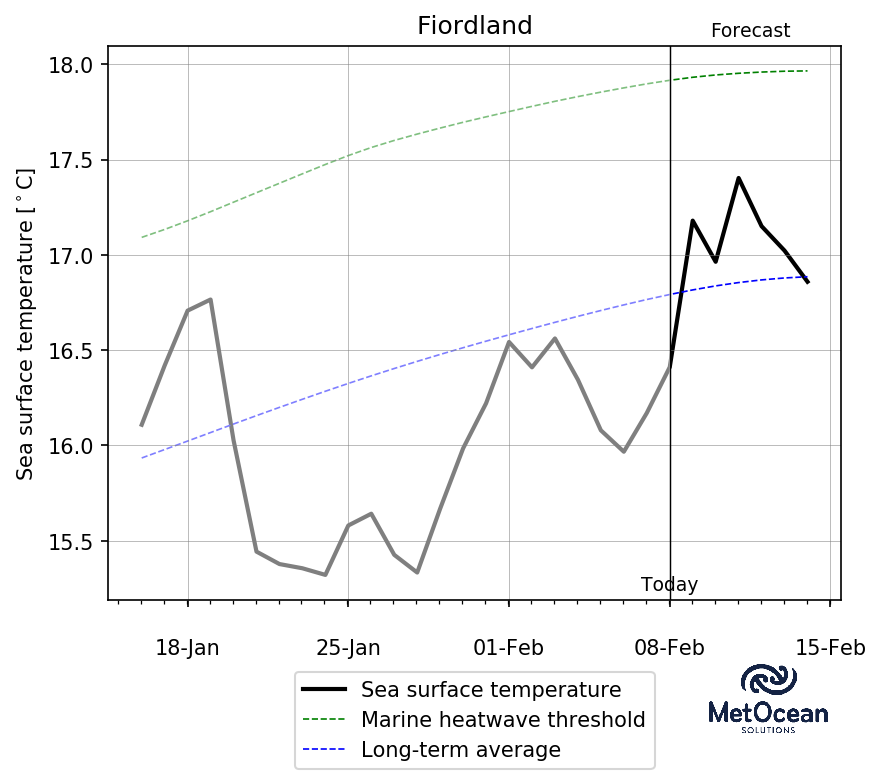 Fiordland
Forecast
Sea surface temperature [°C]
18.0
17.5
17.0
16.5
16.0
15.5
Today
18-Jan 25-Jan 01-Feb 08-Feb 15-Feb
Sea surface temperature
Marine heatwave threshold
Long-term average
MetOcean
SOLUTIONS